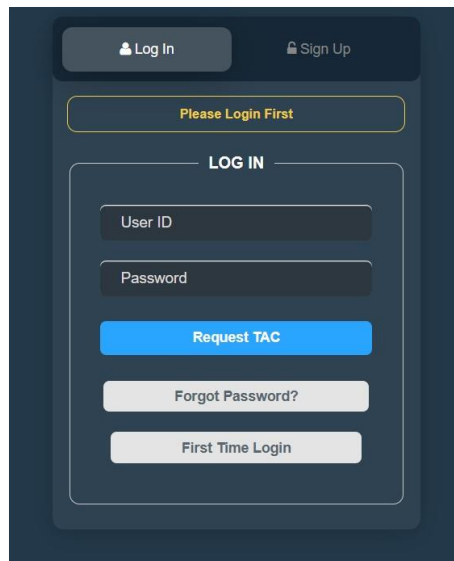 Log In
Sign Up
Please Login First
LOG IN
User ID
Password
Request TAC
Forgot Password?
First Time Login